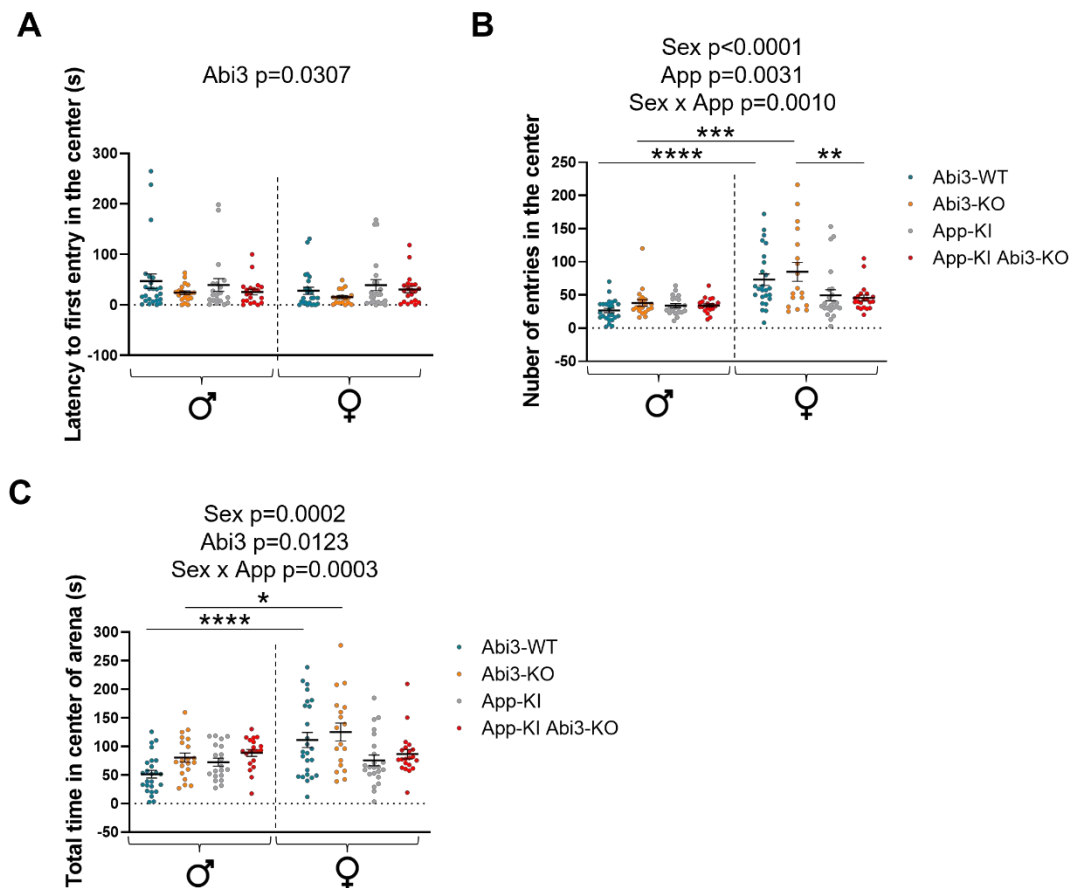 A
Abi3 p=0.0307
Latency to first entry in the center (s)
300
200
100
0
-100
♂
♀
B
Sex p<0.0001
App p=0.0031
Sex x App p=0.0010
***
****
**
Nuber of entries in the center
250
200
150
100
50
0
-50
♂
♀
Abi3-WT
Abi3-KO
App-KI
App-KI Abi3-KO
C
Sex p=0.0002
Abi3 p=0.0123
Sex x App p=0.0003
*
****
Total time in center of arena (s)
300
250
200
150
100
50
0
-50
♂
♀
Abi3-WT
Abi3-KO
App-KI
App-KI Abi3-KO